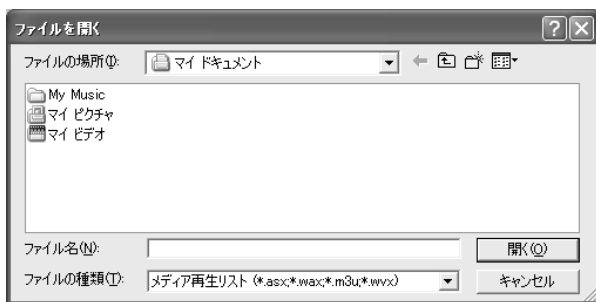 ファイルを開く
ファイルの場所(I): マイ ドキュメント
My Music
マイ ピクチャ
マイ ビデオ
ファイル名(N): 開く(O)
ファイルの種類(T): メディア再生リスト (*.asx;*.wax;*.m3u;*.wvx) キャンセル